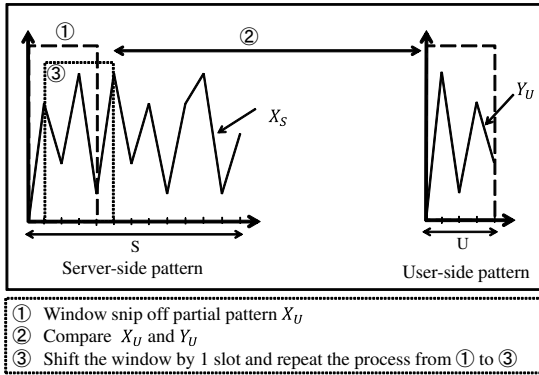 ①
②
③
X_S
Y_U
S
U
Server-side pattern
User-side pattern
① Window snip off partial pattern X_U
② Compare X_U and Y_U
③ Shift the window by 1 slot and repeat the process from ① to ③